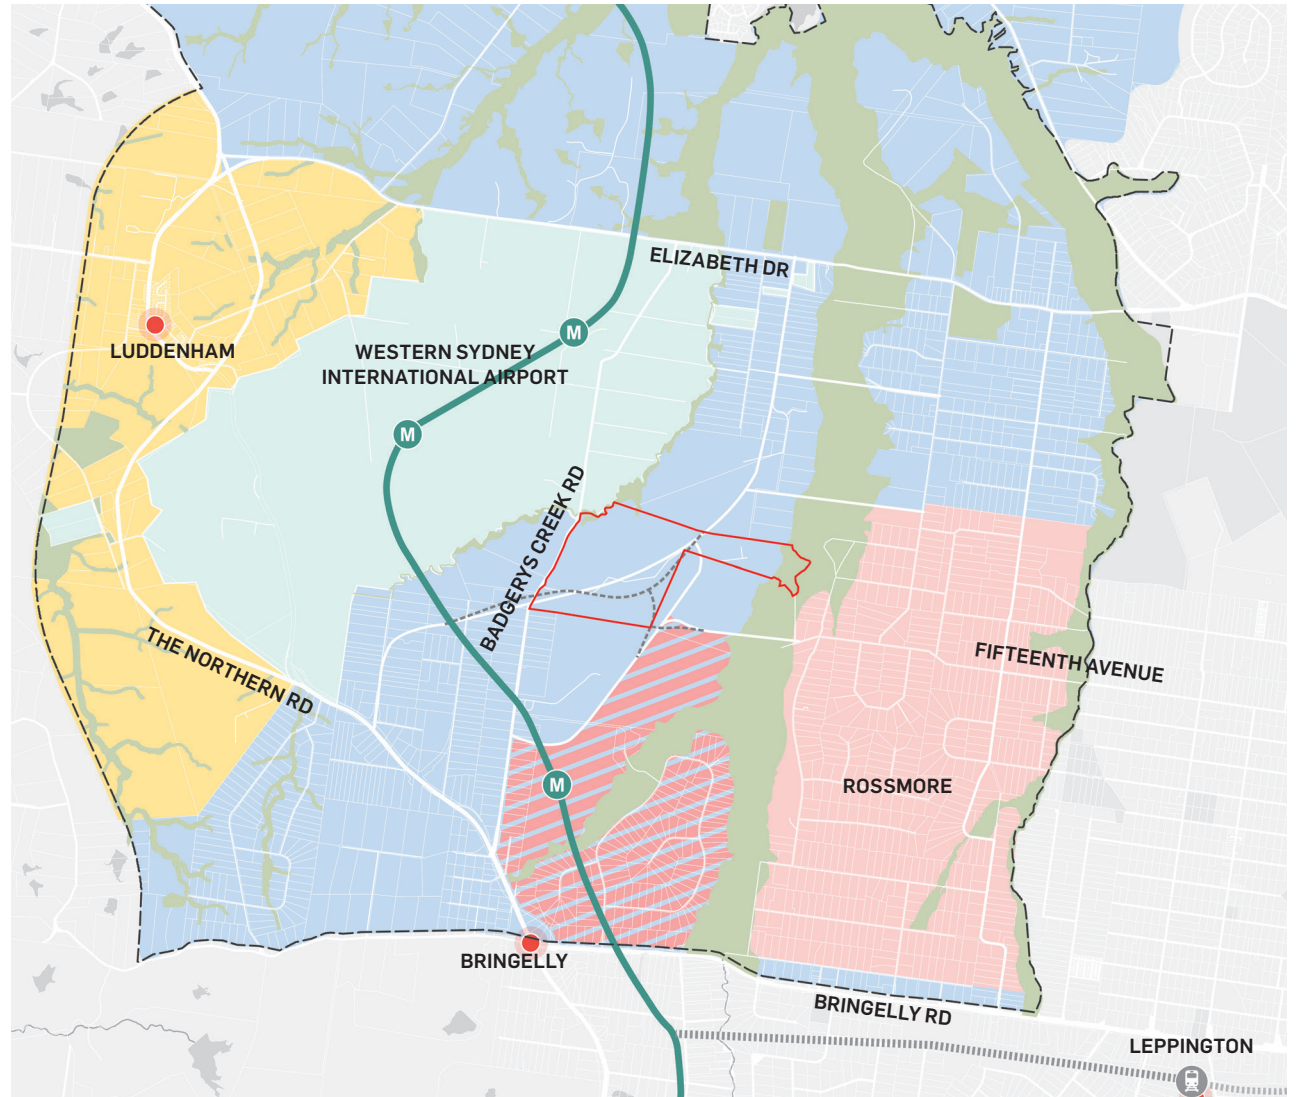 ELIZABETH DR
M
LUDDENHAM
WESTERN SYDNEY
INTERNATIONAL AIRPORT
M
BADGERYS CREEK RD
THE NORTHERN RD
FIFTEENTH AVENUE
M
ROSSMORE
BRINGELLY
BRINGELLY RD
LEPPINGTON